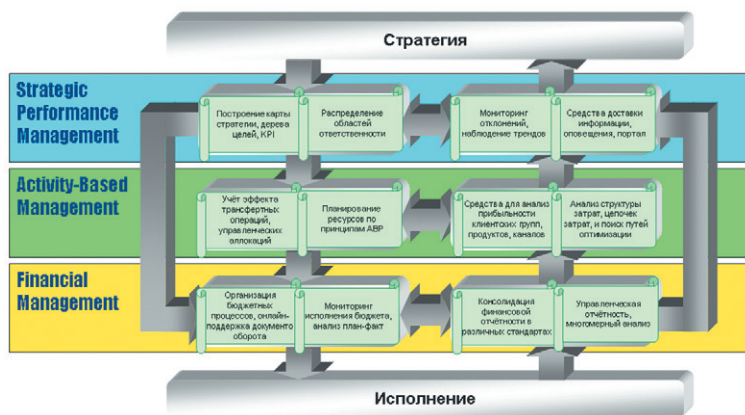 Стратегия
Strategic
Performance
Management
Построение карты
стратегии, дерева
целей, KPI
Распределение
областей
ответственности
Мониторинг
отклонений,
наблюдение трендов
Средства доставки
информации,
оповещения, портал
Activity-Based
Management
Учёт эффекта
трансфертных
операций,
управленческих
аллокаций
Планирование
ресурсов по
принципам ABP
Средства для анализ
прибыльности
клиентских групп,
продуктов, каналов
Анализ структуры
затрат, цепочек
затрат, и поиск путей
оптимизации
Financial
Management
Организация
бюджетных
процессов, онлайн-
поддержка документо
оборота
Мониторинг
исполнения бюджета,
анализ план-факт
Консолидация
финансовой
отчётности в
различных стандартах
Управленческая
отчётность,
многомерный анализ
Исполнение